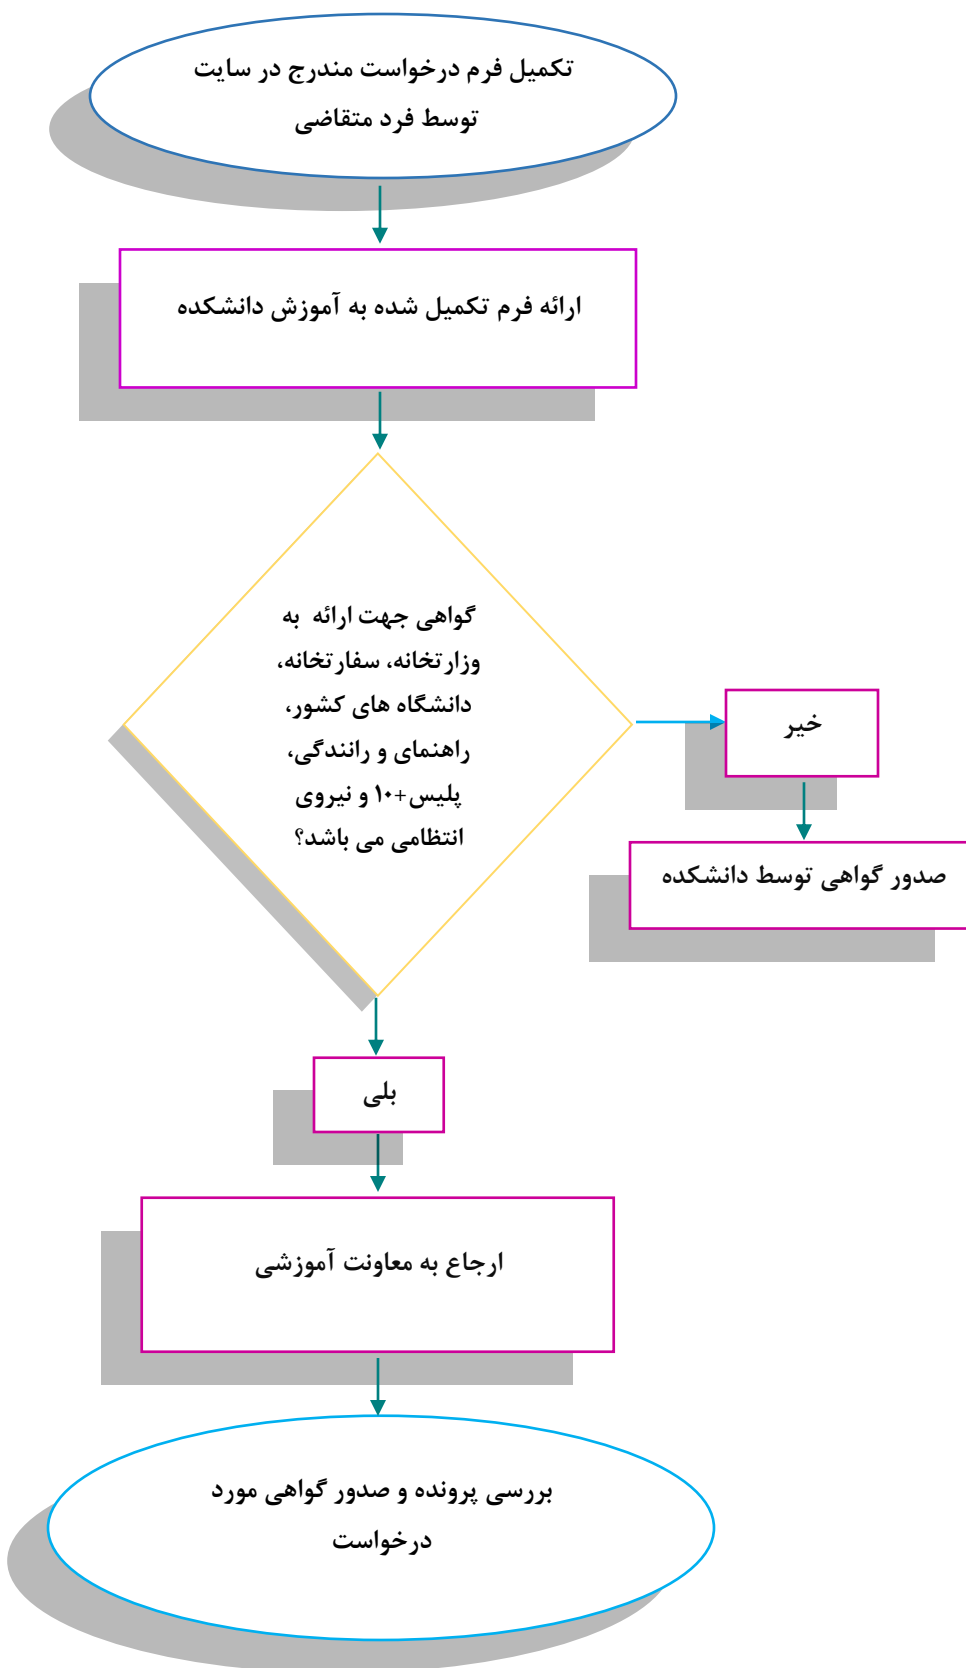 تکمیل فرم درخواست مندرج در سایت
توسط فرد متقاضی
ارائه فرم تکمیل شده به آموزش دانشکده
گواهی جهت ارائه به
وزارتخانه، سفارتخانه،
دانشگاه های کشور،
راهنمای و رانندگی،
پلیس+۱۰ و نیروی
انتظامی می باشد؟
خیر
صدور گواهی توسط دانشکده
بلی
ارجاع به معاونت آموزشی
بررسی پرونده و صدور گواهی مورد
درخواست